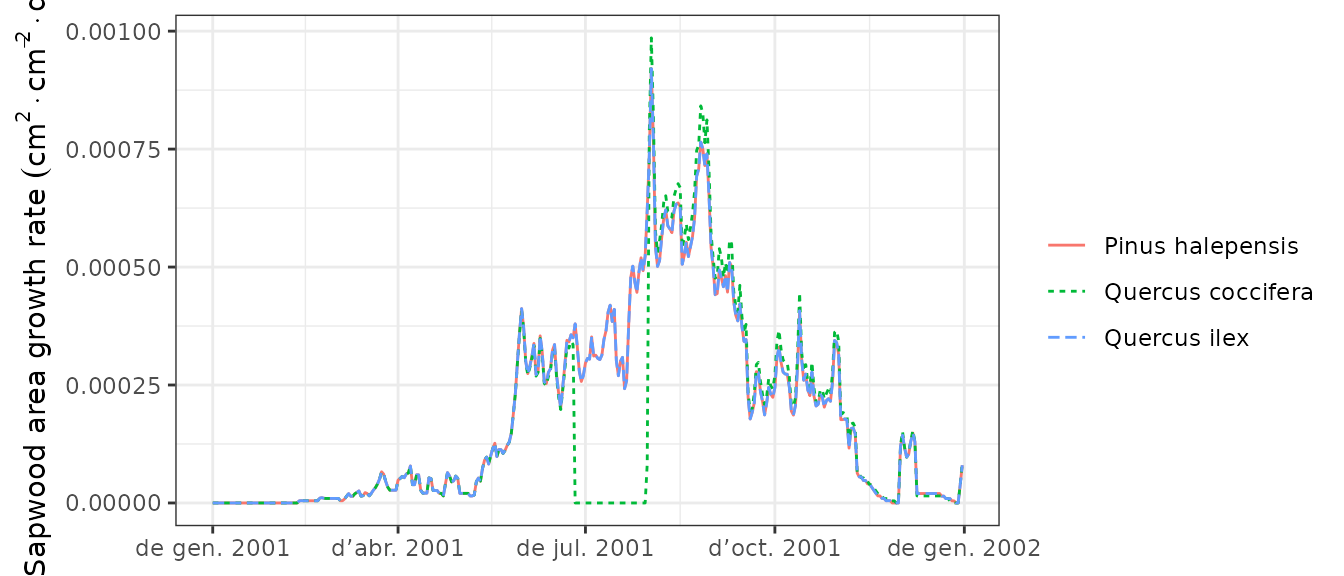 Sapwood area growth rate (cm² · cm⁻² ·
0.00100
0.00075
0.00050
0.00025
0.00000
de gen. 2001
d’abr. 2001
de jul. 2001
d’oct. 2001
de gen. 2002
Pinus halepensis
Quercus coccifera
Quercus ilex